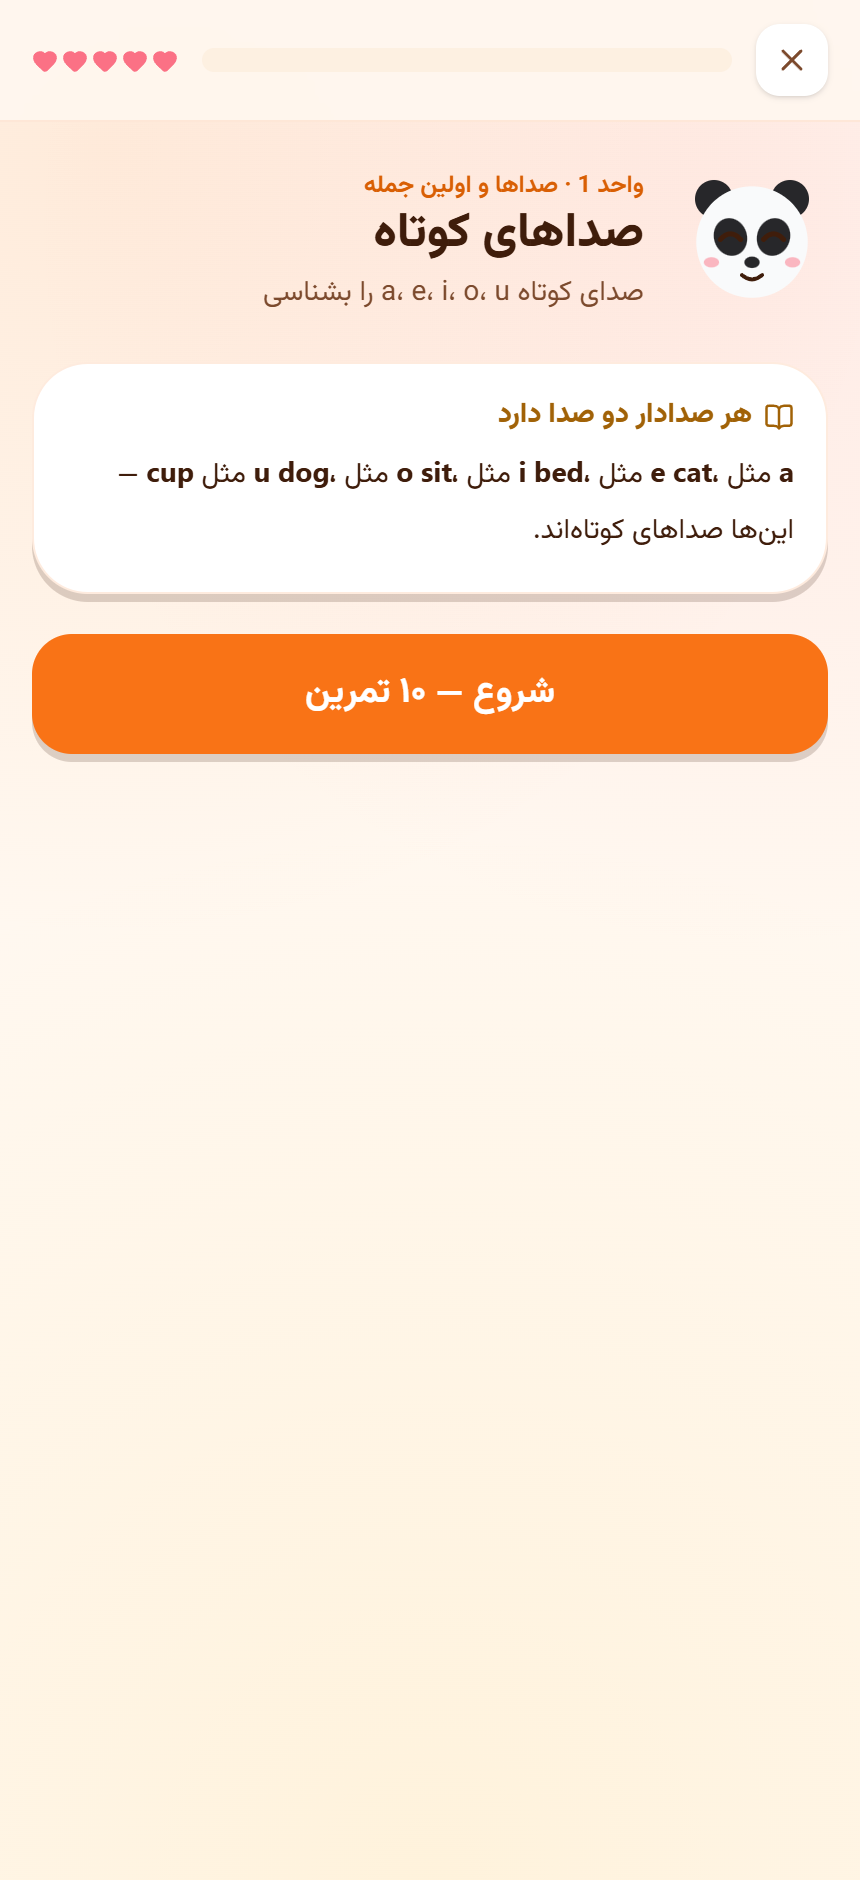 واحد 1 · صداها و اولین جمله
صداهای کوتاه
صدای کوتاه a، e، i، o، u را بشناسی
هر صدادار دو صدا دارد
a مثل cat، e مثل bed، i مثل sit، o مثل dog، u مثل cup —
این‌ها صداهای کوتاه‌اند.
شروع — ۱۰ تمرین